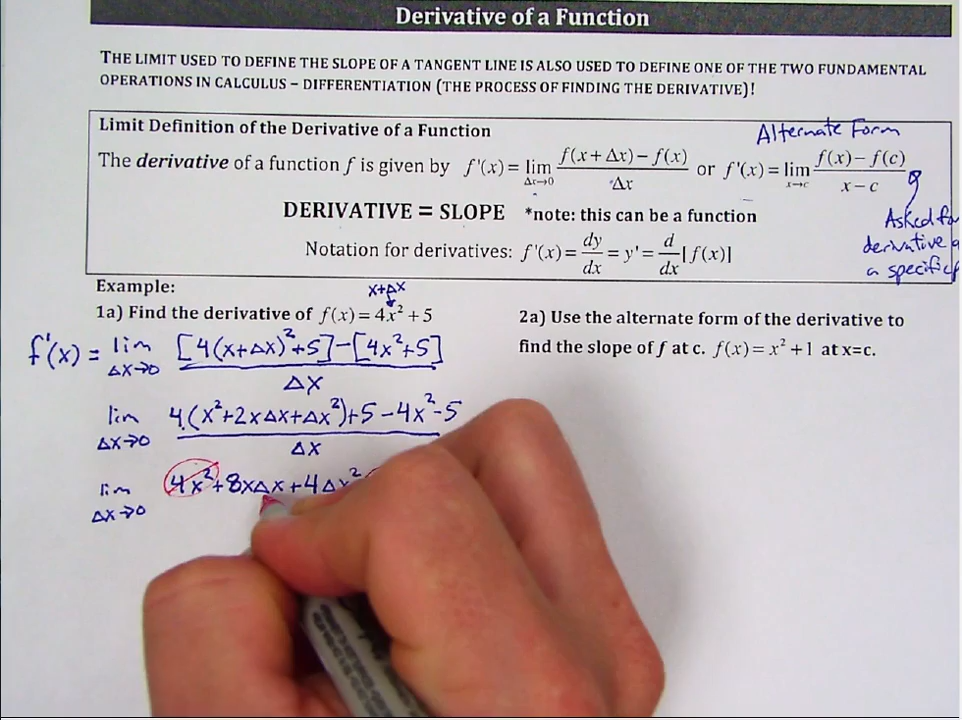 Derivative of a Function
THE LIMIT USED TO DEFINE THE SLOPE OF A TANGENT LINE IS ALSO USED TO DEFINE ONE OF THE TWO FUNDAMENTAL
OPERATIONS IN CALCULUS – DIFFERENTIATION (THE PROCESS OF FINDING THE DERIVATIVE)!
Limit Definition of the Derivative of a Function
Alternate Form
The derivative of a function f is given by f'(x) = lim Δx→0 (f(x+Δx) − f(x))/Δx or f'(x) = lim x→c (f(x) − f(c))/(x − c)
DERIVATIVE = SLOPE *note: this can be a function
Asked
derivative
a specific
Notation for derivatives: f'(x) = dy/dx = y' = d/dx [f(x)]
Example:
x+Δx
1a) Find the derivative of f(x) = 4x² + 5
f'(x) = lim Δx→0 ([4(x+Δx)²+5] − [4x²+5])/Δx
lim Δx→0 (4(x²+2xΔx+Δx²)+5−4x²−5)/Δx
lim Δx→0 4x²+8xΔx+4Δx²
2a) Use the alternate form of the derivative to
find the slope of f at c. f(x) = x² + 1 at x=c.